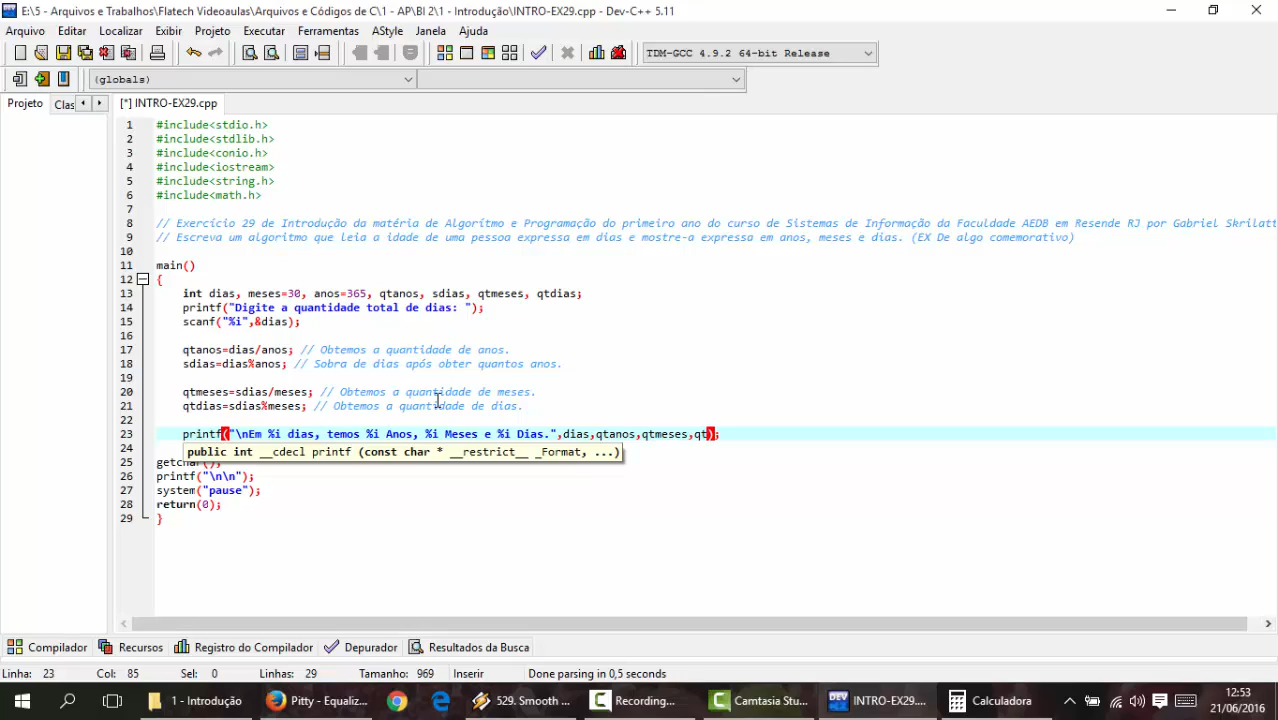 E:\5 - Arquivos e Trabalhos\Flatech Videoaulas\Arquivos e Códigos de C\1 - AP\BI 2\1 - Introdução\INTRO-EX29.cpp - Dev-C++ 5.11
Arquivo Editar Localizar Exibir Projeto Executar Ferramentas AStyle Janela Ajuda
TDM-GCC 4.9.2 64-bit Release
(globals)
Projeto Clas [*] INTRO-EX29.cpp
1 #include<stdio.h>
2 #include<stdlib.h>
3 #include<conio.h>
4 #include<iostream>
5 #include<string.h>
6 #include<math.h>
7
8 // Exercício 29 de Introdução da matéria de Algorítmo e Programação do primeiro ano do curso de Sistemas de Informação da Faculdade AEDB em Resende RJ por Gabriel Skrilatt
9 // Escreva um algoritmo que leia a idade de uma pessoa expressa em dias e mostre-a expressa em anos, meses e dias. (EX De algo comemorativo)
10
11 main()
12 {
13 int dias, meses=30, anos=365, qtanos, sdias, qtmeses, qtdias;
14 printf("Digite a quantidade total de dias: ");
15 scanf("%i",&dias);
16
17 qtanos=dias/anos; // Obtemos a quantidade de anos.
18 sdias=dias%anos; // Sobra de dias após obter quantos anos.
19
20 qtmeses=sdias/meses; // Obtemos a quantidade de meses.
21 qtdias=sdias%meses; // Obtemos a quantidade de dias.
22
23 printf("\nEm %i dias, temos %i Anos, %i Meses e %i Dias.",dias,qtanos,qtmeses,qt);
24 public int __cdecl printf (const char * __restrict__ _Format, ...)
25 getchar();
26 printf("\n\n");
27 system("pause");
28 return(0);
29 }
Compilador Recursos Registro do Compilador Depurador Resultados da Busca
Linha: 23 Col: 85 Sel: 0 Linhas: 29 Tamanho: 969 Inserir Done parsing in 0,5 seconds
1 - Introdução Pitty - Equaliz... 529. Smooth ... Recording... Camtasia Stu... DEV INTRO-EX29.... Calculadora 12:53
21/06/2016